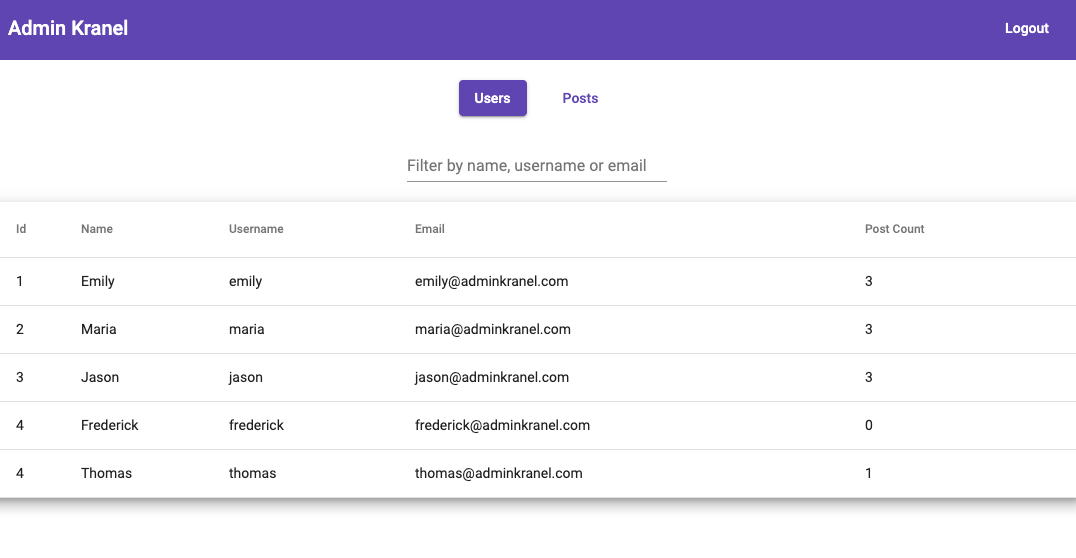 Admin Kranel Logout
Users Posts
Filter by name, username or email
Id Name Username Email Post Count
1 Emily emily emily@adminkranel.com 3
2 Maria maria maria@adminkranel.com 3
3 Jason jason jason@adminkranel.com 3
4 Frederick frederick frederick@adminkranel.com 0
4 Thomas thomas thomas@adminkranel.com 1